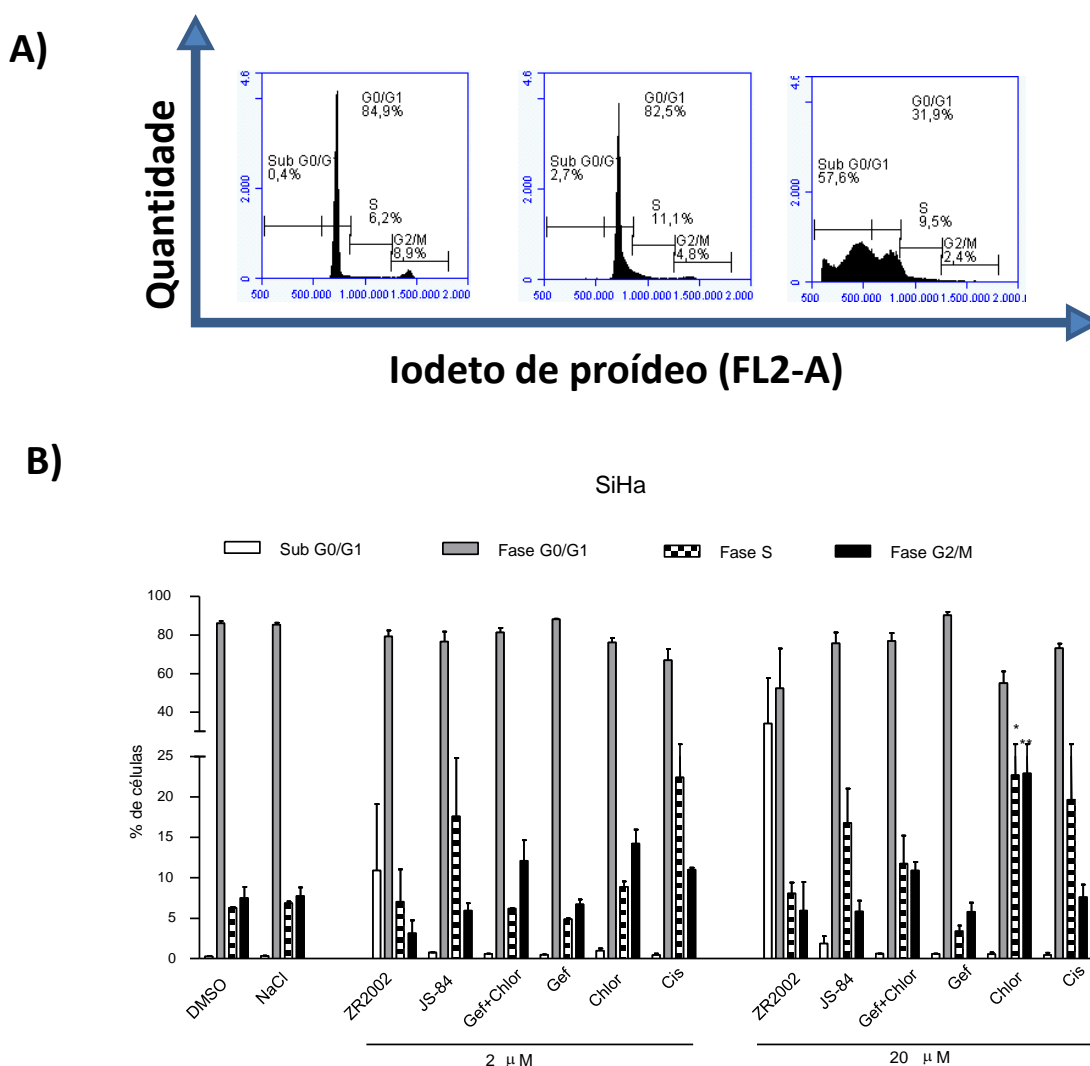 A)
Quantidade
4.6
2.000
0
G0/G1
84,9%
Sub G0/G1
0,4%
S
6,2%
G2/M
8,9%
500 500.000 1.000.000 1.500.000 2.000
4.6
2.000
0
G0/G1
82,5%
Sub G0/G1
2,7%
S
11,1%
G2/M
4,8%
500 500.000 1.000.000 1.500.000 2.000
4.6
2.000
0
G0/G1
31,9%
Sub G0/G1
57,6%
S
9,5%
G2/M
2,4%
500 500.000 1.000.000 1.500.000 2.000.0
Iodeto de proídeo (FL2-A)
B)
SiHa
Sub G0/G1 Fase G0/G1 Fase S Fase G2/M
% de células
100
80
60
40
25
20
15
10
5
0
* **
DMSO NaCl ZR2002 JS-84 Gef+Chlor Gef Chlor Cis ZR2002 JS-84 Gef+Chlor Gef Chlor Cis
2 μM 20 μM